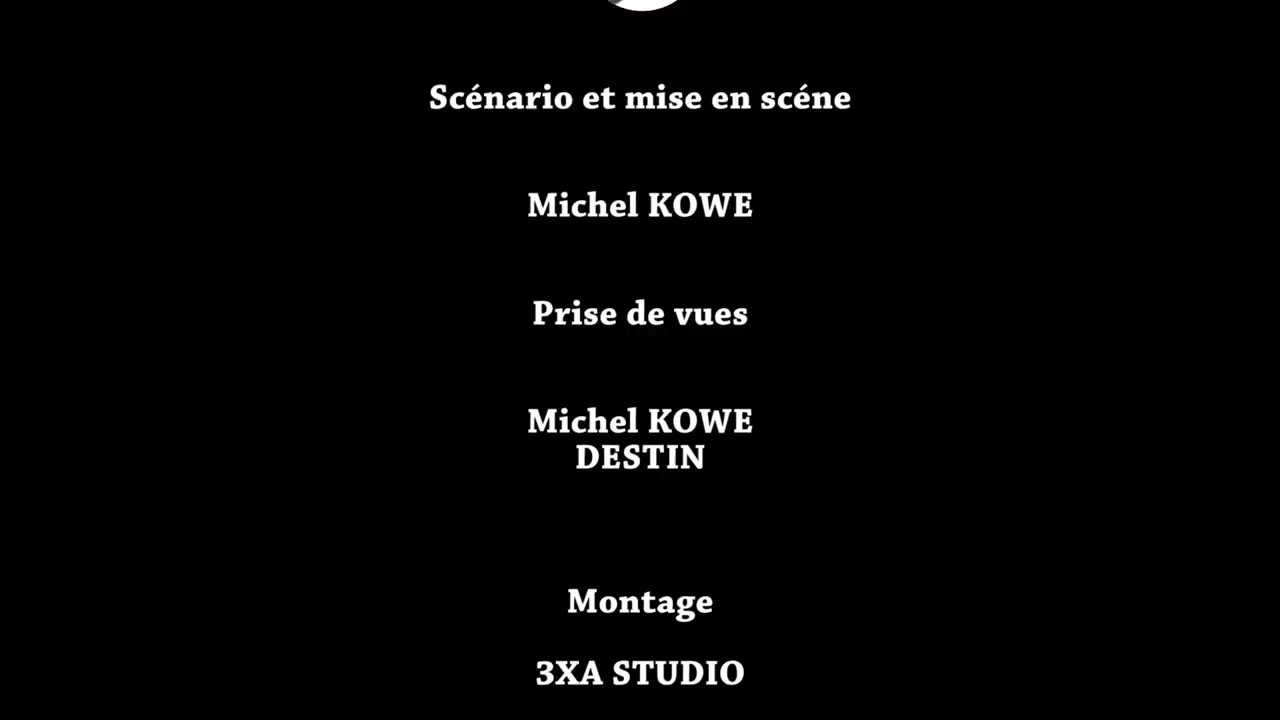 Scénario et mise en scéne
Michel KOWE
Prise de vues
Michel KOWE
DESTIN
Montage
3XA STUDIO